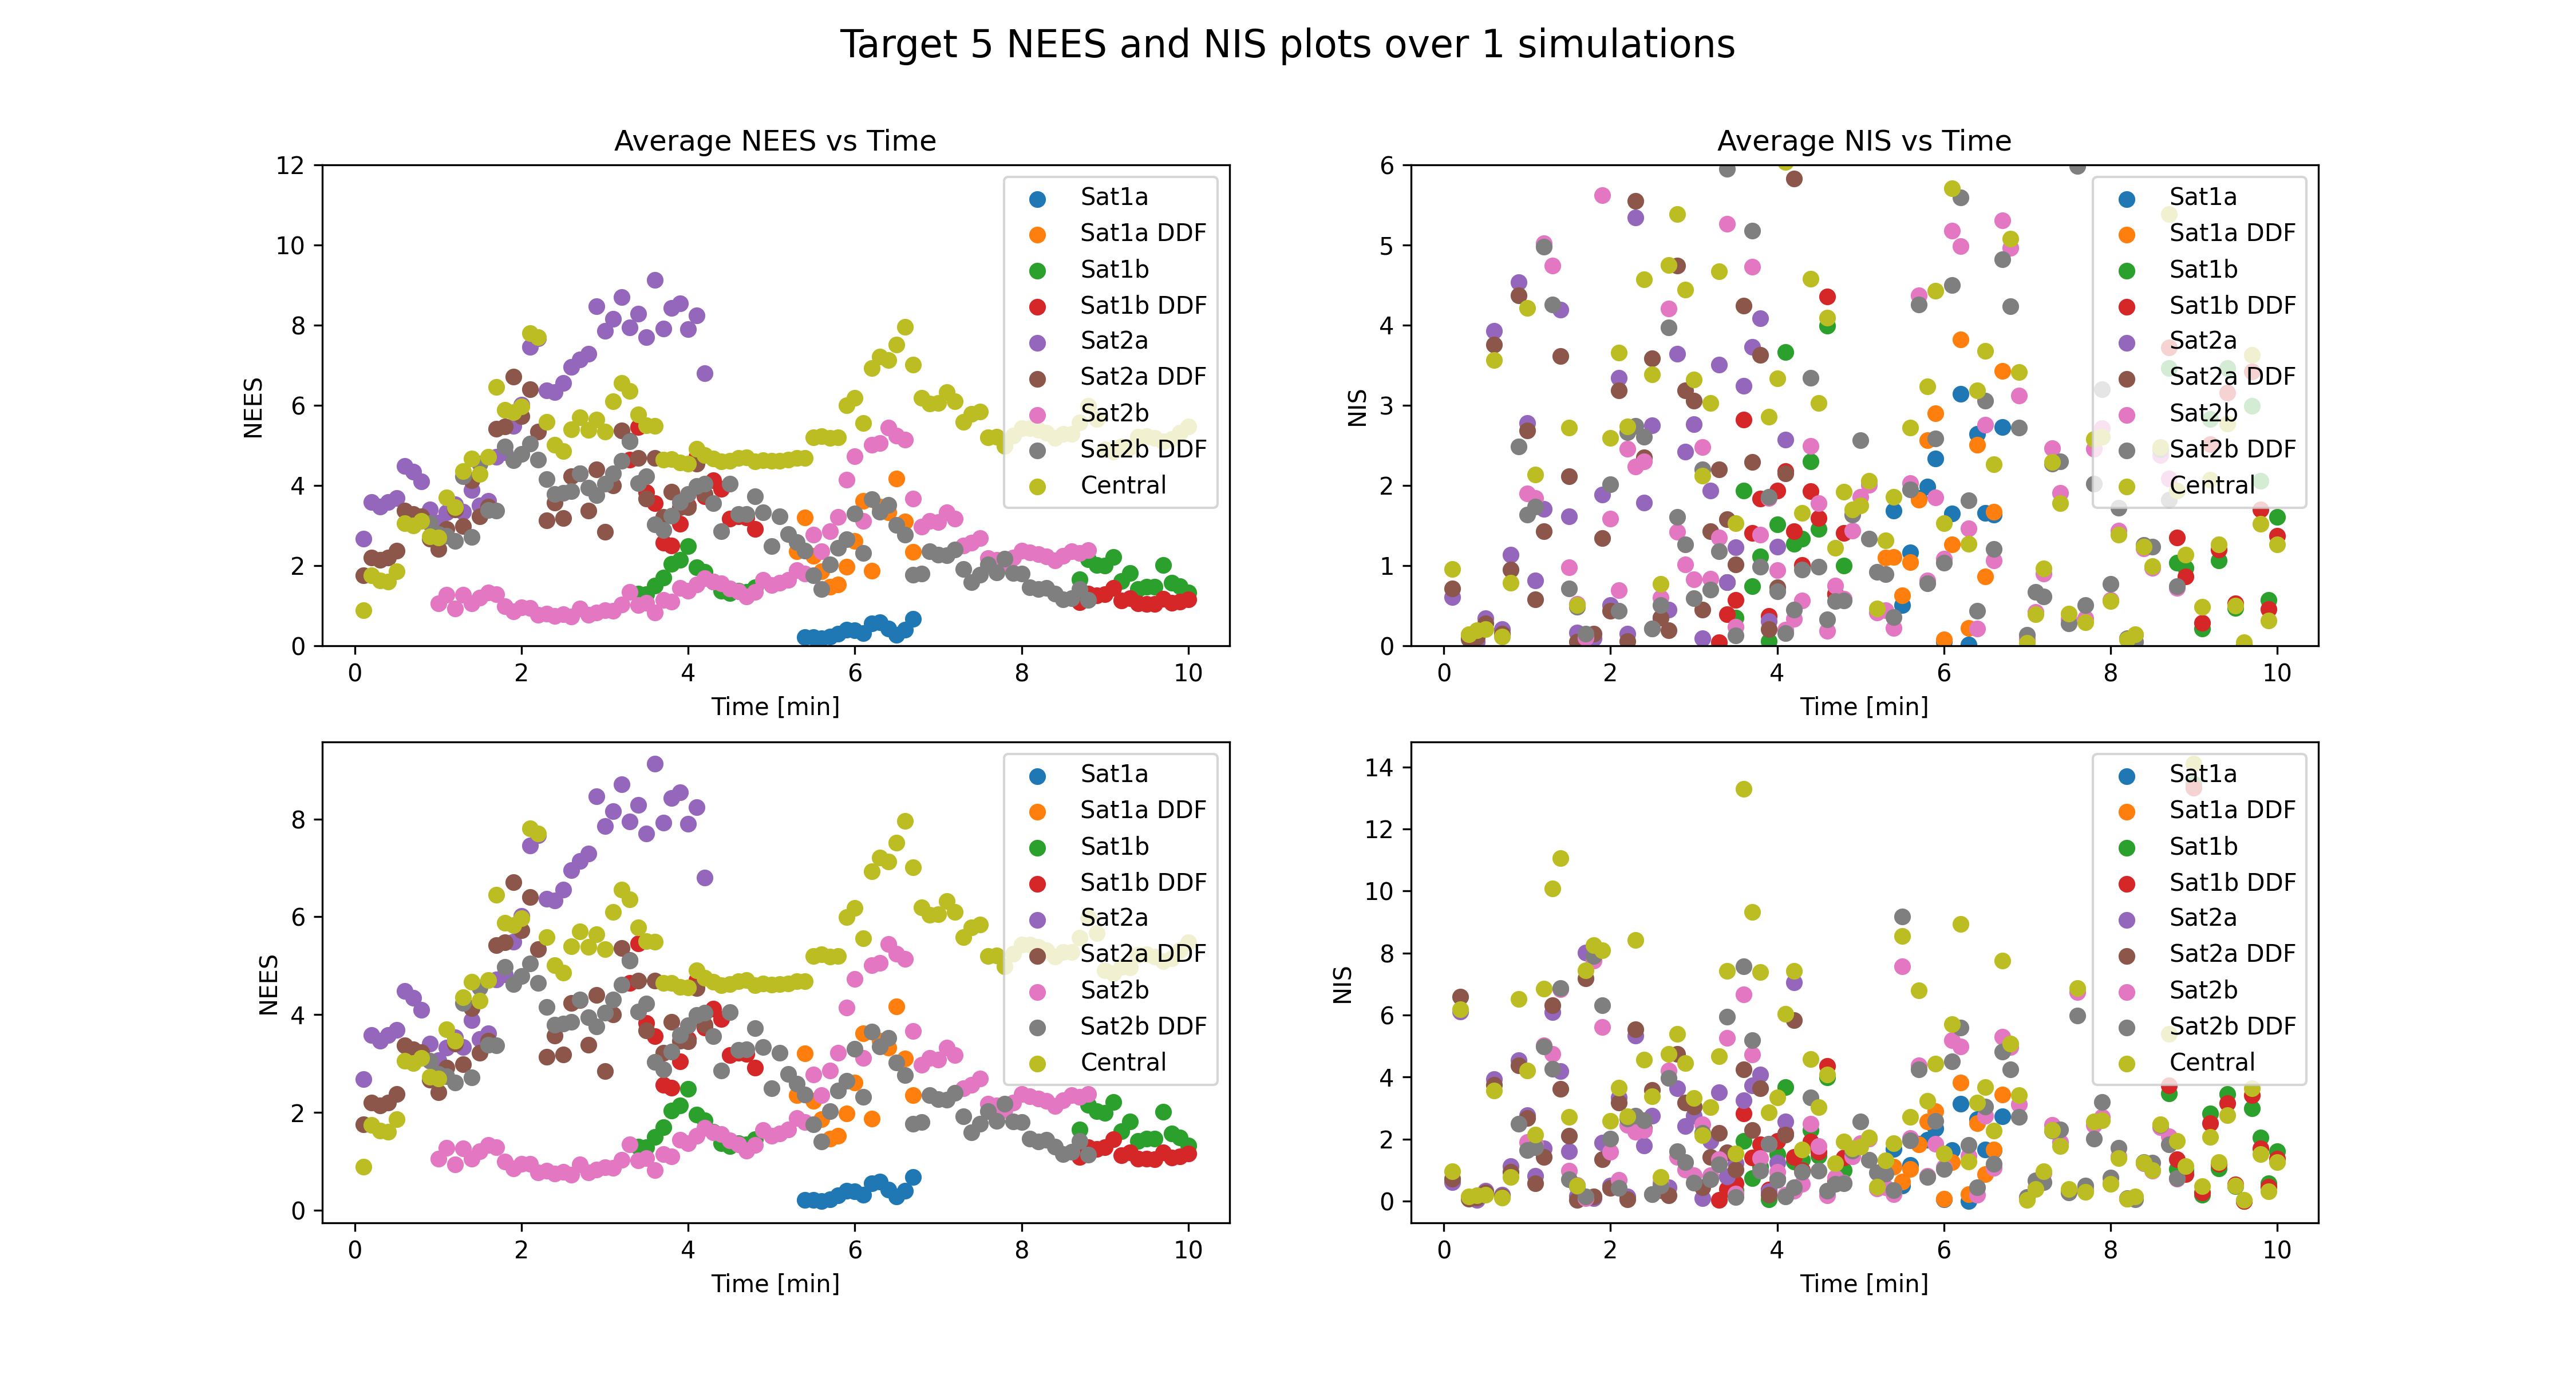 Target 5 NEES and NIS plots over 1 simulations
Average NEES vs Time
12
10
8
6
4
2
0
NEES
0 2 4 6 8 10
Time [min]
Sat1a
Sat1a DDF
Sat1b
Sat1b DDF
Sat2a
Sat2a DDF
Sat2b
Sat2b DDF
Central
Average NIS vs Time
6
5
4
3
2
1
0
NIS
0 2 4 6 8 10
Time [min]
Sat1a
Sat1a DDF
Sat1b
Sat1b DDF
Sat2a
Sat2a DDF
Sat2b
Sat2b DDF
Central
8
6
4
2
0
NEES
0 2 4 6 8 10
Time [min]
Sat1a
Sat1a DDF
Sat1b
Sat1b DDF
Sat2a
Sat2a DDF
Sat2b
Sat2b DDF
Central
14
12
10
8
6
4
2
0
NIS
0 2 4 6 8 10
Time [min]
Sat1a
Sat1a DDF
Sat1b
Sat1b DDF
Sat2a
Sat2a DDF
Sat2b
Sat2b DDF
Central